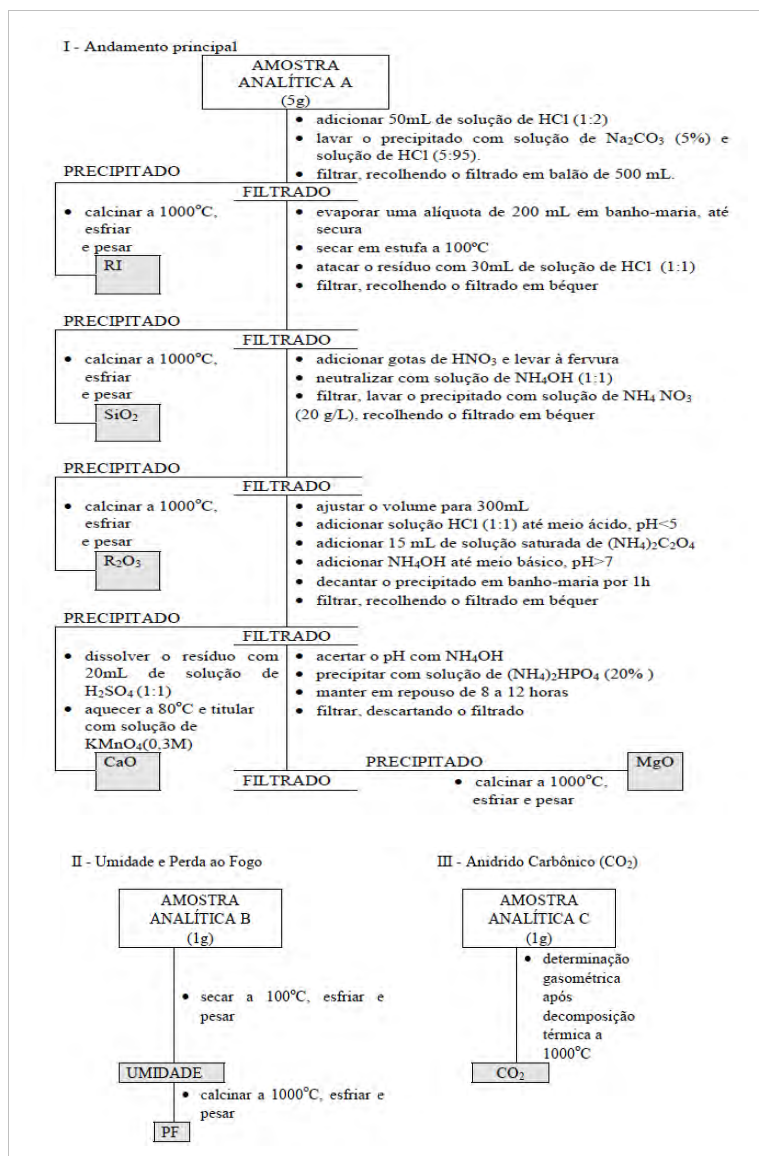 I - Andamento principal
AMOSTRA
ANALÍTICA A
(5g)
• adicionar 50mL de solução de HCl (1:2)
• lavar o precipitado com solução de Na₂CO₃ (5%) e
solução de HCl (5:95).
• filtrar, recolhendo o filtrado em balão de 500 mL.
PRECIPITADO
FILTRADO
• calcinar a 1000°C,
esfriar
e pesar
RI
• evaporar uma alíquota de 200 mL em banho-maria, até
secura
• secar em estufa a 100°C
• atacar o resíduo com 30mL de solução de HCl (1:1)
• filtrar, recolhendo o filtrado em béquer
PRECIPITADO
FILTRADO
• calcinar a 1000°C,
esfriar
e pesar
SiO₂
• adicionar gotas de HNO₃ e levar à fervura
• neutralizar com solução de NH₄OH (1:1)
• filtrar, lavar o precipitado com solução de NH₄ NO₃
(20 g/L), recolhendo o filtrado em béquer
PRECIPITADO
FILTRADO
• calcinar a 1000°C,
esfriar
e pesar
R₂O₃
• ajustar o volume para 300mL
• adicionar solução HCl (1:1) até meio ácido, pH<5
• adicionar 15 mL de solução saturada de (NH₄)₂C₂O₄
• adicionar NH₄OH até meio básico, pH>7
• decantar o precipitado em banho-maria por 1h
• filtrar, recolhendo o filtrado em béquer
PRECIPITADO
FILTRADO
• dissolver o resíduo com
20mL de solução de
H₂SO₄ (1:1)
• aquecer a 80°C e titular
com solução de
KMnO₄(0,3M)
CaO
• acertar o pH com NH₄OH
• precipitar com solução de (NH₄)₂HPO₄ (20% )
• manter em repouso de 8 a 12 horas
• filtrar, descartando o filtrado
PRECIPITADO
MgO
FILTRADO
• calcinar a 1000°C,
esfriar e pesar
II - Umidade e Perda ao Fogo
AMOSTRA
ANALÍTICA B
(1g)
• secar a 100°C, esfriar e
pesar
UMIDADE
• calcinar a 1000°C, esfriar e
pesar
PF
III - Anidrido Carbônico (CO₂)
AMOSTRA
ANALÍTICA C
(1g)
• determinação
gasométrica
após
decomposição
térmica a
1000°C
CO₂